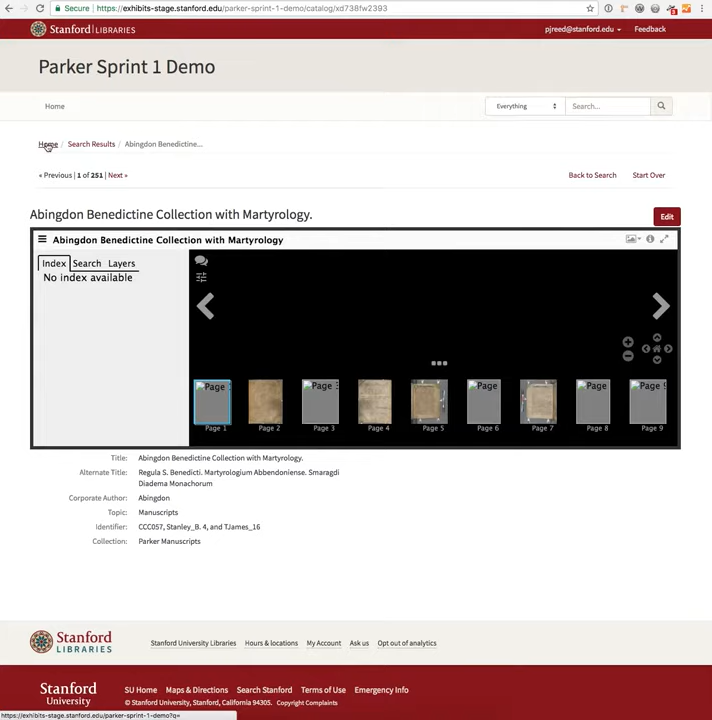 Secure https://exhibits-stage.stanford.edu/parker-sprint-1-demo/catalog/xd738fw2393
Stanford LIBRARIES pjreed@stanford.edu Feedback
Parker Sprint 1 Demo
Home Everything Search...
Home / Search Results / Abingdon Benedictine...
« Previous | 1 of 251 | Next » Back to Search Start Over
Abingdon Benedictine Collection with Martyrology. Edit
Abingdon Benedictine Collection with Martyrology
Index Search Layers
No index available
Page Page 3 Page Page Page 9
Page 1 Page 2 Page 3 Page 4 Page 5 Page 6 Page 7 Page 8 Page 9
Title: Abingdon Benedictine Collection with Martyrology.
Alternate Title: Regula S. Benedicti. Martyrologium Abbendoniense. Smaragdi
Diadema Monachorum
Corporate Author: Abingdon
Topic: Manuscripts
Identifier: CCC057, Stanley_B. 4, and TJames_16
Collection: Parker Manuscripts
Stanford LIBRARIES Stanford University Libraries Hours & locations My Account Ask us Opt out of analytics
Stanford University SU Home Maps & Directions Search Stanford Terms of Use Emergency Info
© Stanford University, Stanford, California 94305. Copyright Complaints
https://exhibits-stage.stanford.edu/parker-sprint-1-demo?q=